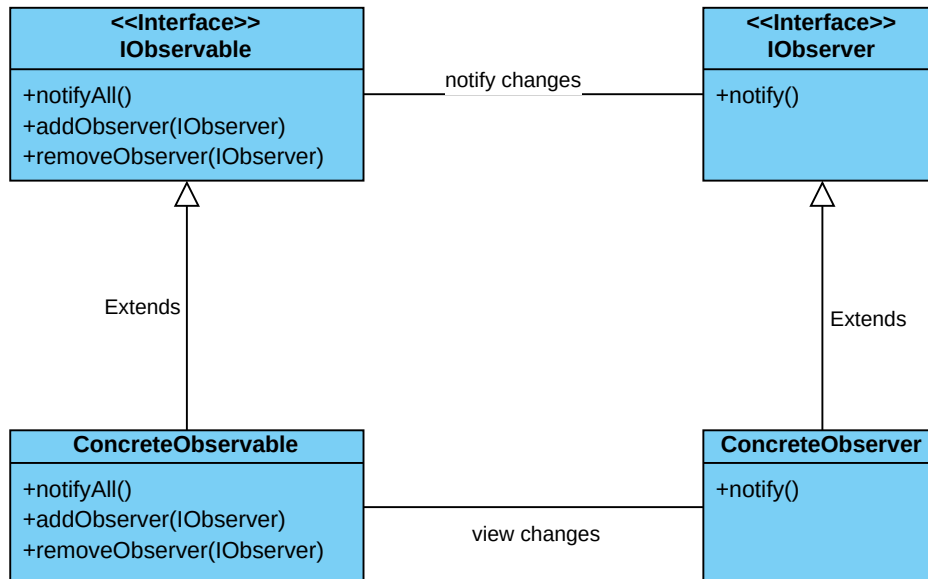 <<Interface>>
IObservable
+notifyAll()
+addObserver(IObserver)
+removeObserver(IObserver)
notify changes
<<Interface>>
IObserver
+notify()
Extends
Extends
ConcreteObservable
+notifyAll()
+addObserver(IObserver)
+removeObserver(IObserver)
view changes
ConcreteObserver
+notify()